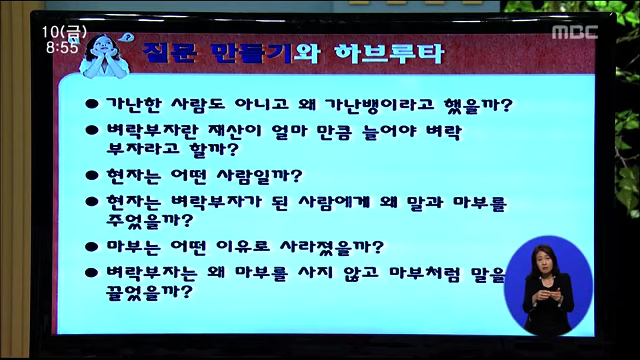 10(금)
8:55
MBC
질문 만들기와 하브루타
● 가난한 사람도 아니고 왜 가난뱅이라고 했을까?
● 벼락부자란 재산이 얼마 만큼 늘어야 벼락
부자라고 할까?
● 현자는 어떤 사람일까?
● 현자는 벼락부자가 된 사람에게 왜 말과 마부를
주었을까?
● 마부는 어떤 이유로 사라졌을까?
● 벼락부자는 왜 마부를 사지 않고 마부처럼 말을
끌었을까?